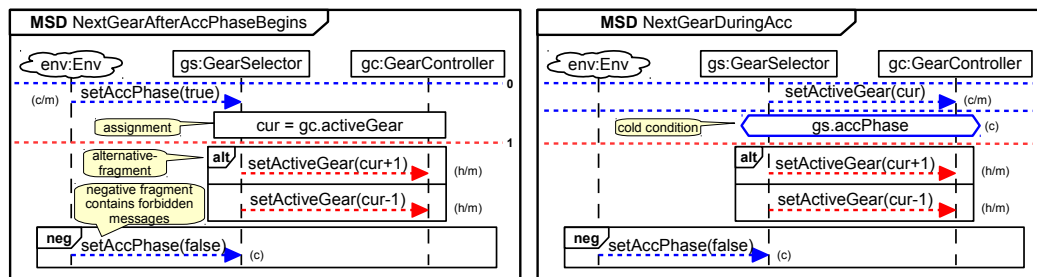 MSD NextGearAfterAccPhaseBegins
env:Env gs:GearSelector gc:GearController
0
setAccPhase(true)
(c/m)
assignment
cur = gc.activeGear
1
alternative-
fragment
alt
setActiveGear(cur+1)
(h/m)
negative fragment
contains forbidden
messages
setActiveGear(cur-1)
(h/m)
neg
setAccPhase(false)
(c)
MSD NextGearDuringAcc
env:Env gs:GearSelector gc:GearController
setActiveGear(cur)
(c/m)
cold condition
gs.accPhase
(c)
alt
setActiveGear(cur+1)
(h/m)
setActiveGear(cur-1)
(h/m)
neg
setAccPhase(false)
(c)